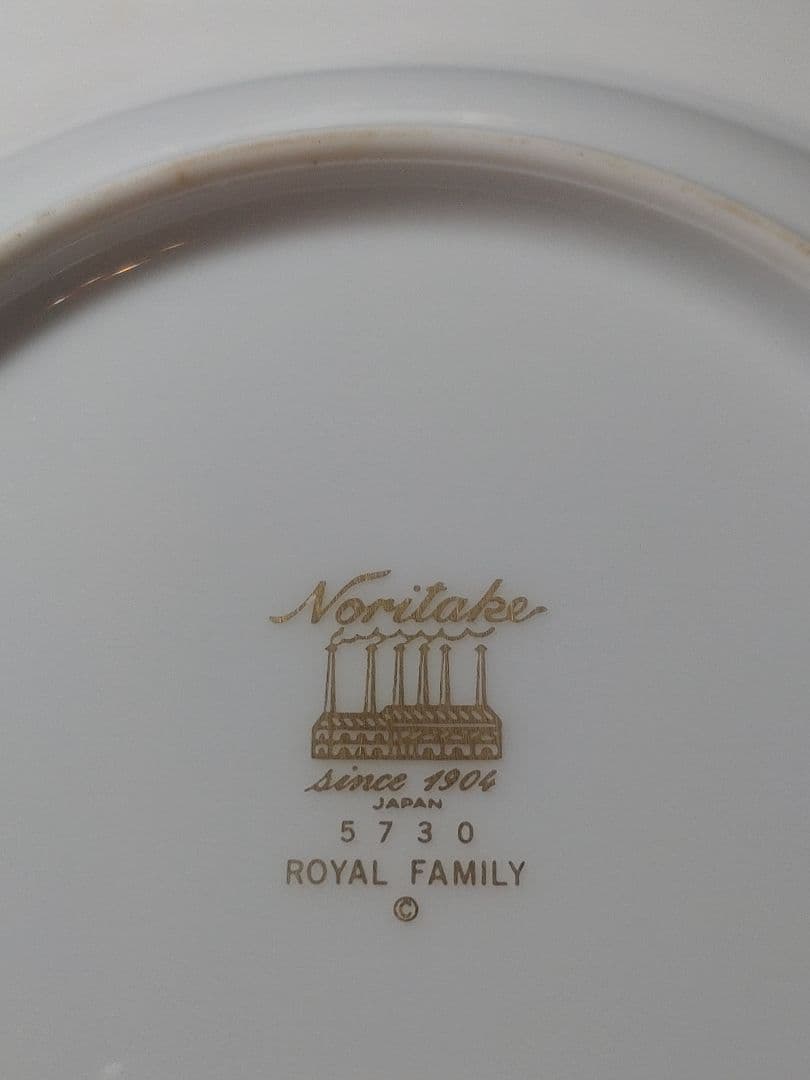 Noritake
since 1904
JAPAN
5730
ROYAL FAMILY
©